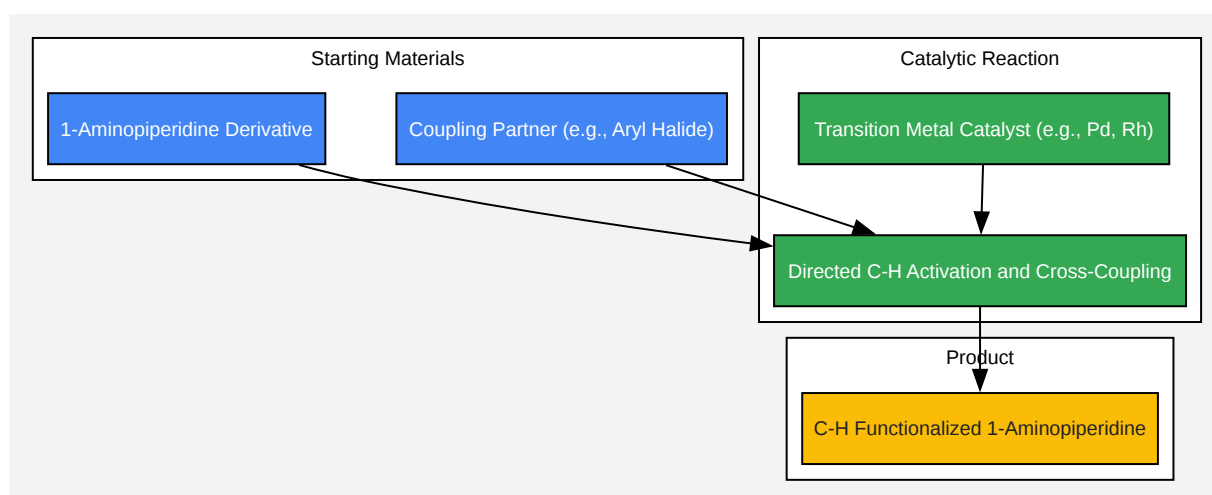 Starting Materials
1-Aminopiperidine Derivative
Coupling Partner (e.g., Aryl Halide)
Catalytic Reaction
Transition Metal Catalyst (e.g., Pd, Rh)
Directed C-H Activation and Cross-Coupling
Product
C-H Functionalized 1-Aminopiperidine